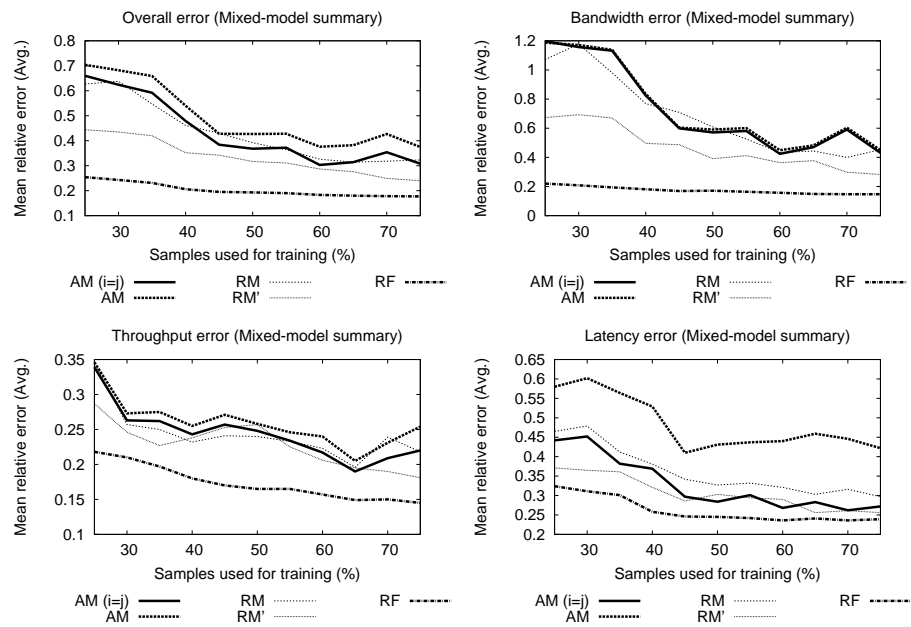 Overall error (Mixed-model summary)
Mean relative error (Avg.)
0.8
0.7
0.6
0.5
0.4
0.3
0.2
0.1
30 40 50 60 70
Samples used for training (%)
AM (i=j) RM RF
AM RM'
Bandwidth error (Mixed-model summary)
Mean relative error (Avg.)
1.2
1
0.8
0.6
0.4
0.2
0
30 40 50 60 70
Samples used for training (%)
AM (i=j) RM RF
AM RM'
Throughput error (Mixed-model summary)
Mean relative error (Avg.)
0.35
0.3
0.25
0.2
0.15
0.1
30 40 50 60 70
Samples used for training (%)
AM (i=j) RM RF
AM RM'
Latency error (Mixed-model summary)
Mean relative error (Avg.)
0.65
0.6
0.55
0.5
0.45
0.4
0.35
0.3
0.25
0.2
30 40 50 60 70
Samples used for training (%)
AM (i=j) RM RF
AM RM'